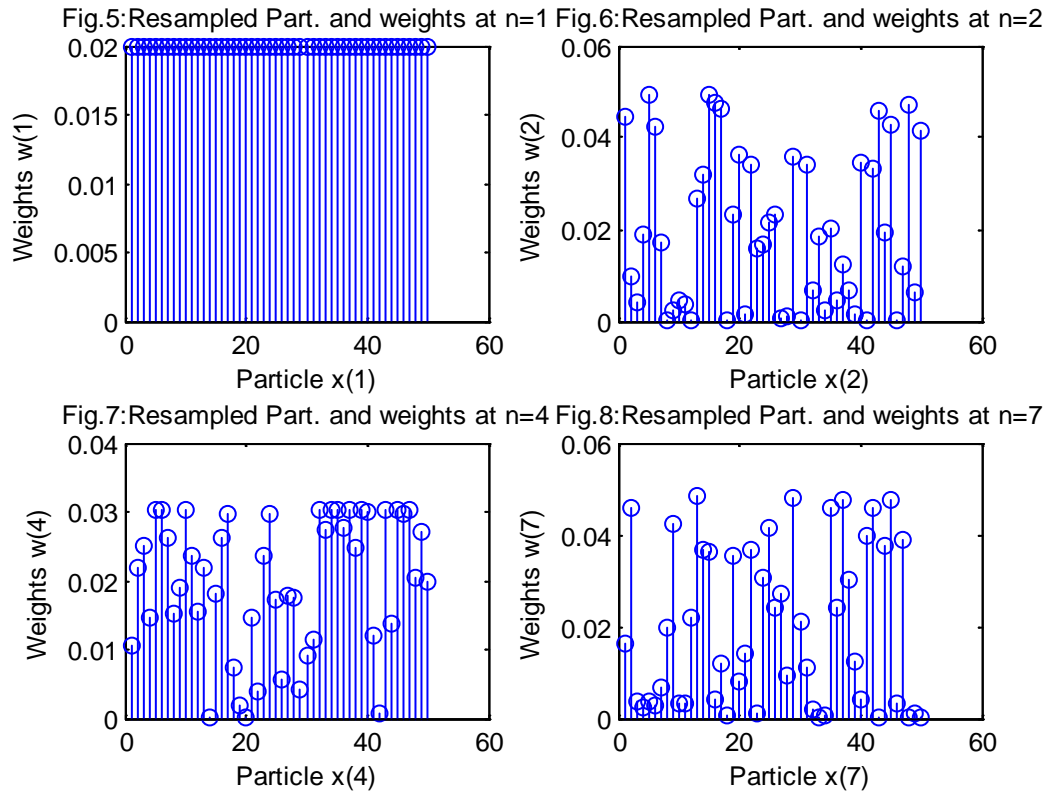 Fig.5:Resampled Part. and weights at n=1
0.02
0.015
0.01
0.005
0
Weights w(1)
0 20 40 60
Particle x(1)
Fig.6:Resampled Part. and weights at n=2
0.06
0.04
0.02
0
Weights w(2)
0 20 40 60
Particle x(2)
Fig.7:Resampled Part. and weights at n=4
0.04
0.03
0.02
0.01
0
Weights w(4)
0 20 40 60
Particle x(4)
Fig.8:Resampled Part. and weights at n=7
0.06
0.04
0.02
0
Weights w(7)
0 20 40 60
Particle x(7)